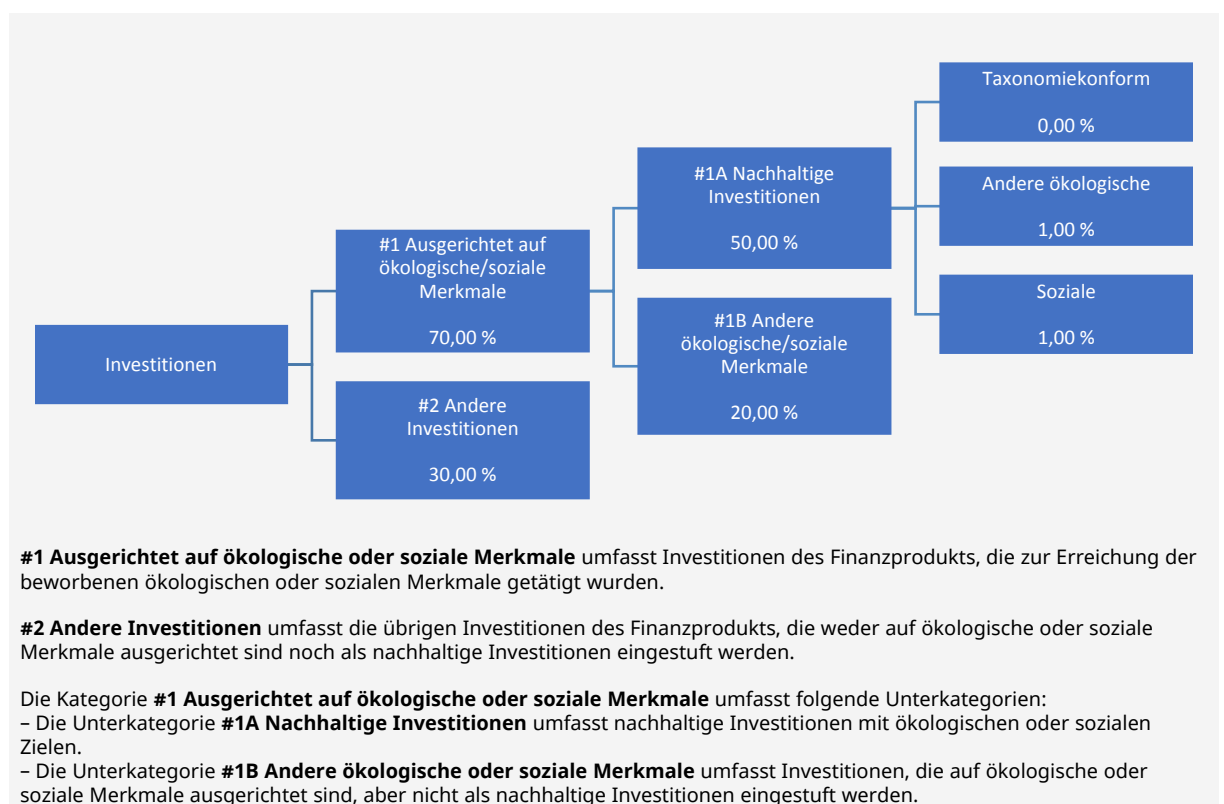 Investitionen
#1 Ausgerichtet auf
ökologische/soziale
Merkmale
70,00 %
#2 Andere
Investitionen
30,00 %
#1A Nachhaltige
Investitionen
50,00 %
#1B Andere
ökologische/soziale
Merkmale
20,00 %
Taxonomiekonform
0,00 %
Andere ökologische
1,00 %
Soziale
1,00 %
#1 Ausgerichtet auf ökologische oder soziale Merkmale umfasst Investitionen des Finanzprodukts, die zur Erreichung der
beworbenen ökologischen oder sozialen Merkmale getätigt wurden.
#2 Andere Investitionen umfasst die übrigen Investitionen des Finanzprodukts, die weder auf ökologische oder soziale
Merkmale ausgerichtet sind noch als nachhaltige Investitionen eingestuft werden.
Die Kategorie #1 Ausgerichtet auf ökologische oder soziale Merkmale umfasst folgende Unterkategorien:
– Die Unterkategorie #1A Nachhaltige Investitionen umfasst nachhaltige Investitionen mit ökologischen oder sozialen
Zielen.
– Die Unterkategorie #1B Andere ökologische oder soziale Merkmale umfasst Investitionen, die auf ökologische oder
soziale Merkmale ausgerichtet sind, aber nicht als nachhaltige Investitionen eingestuft werden.